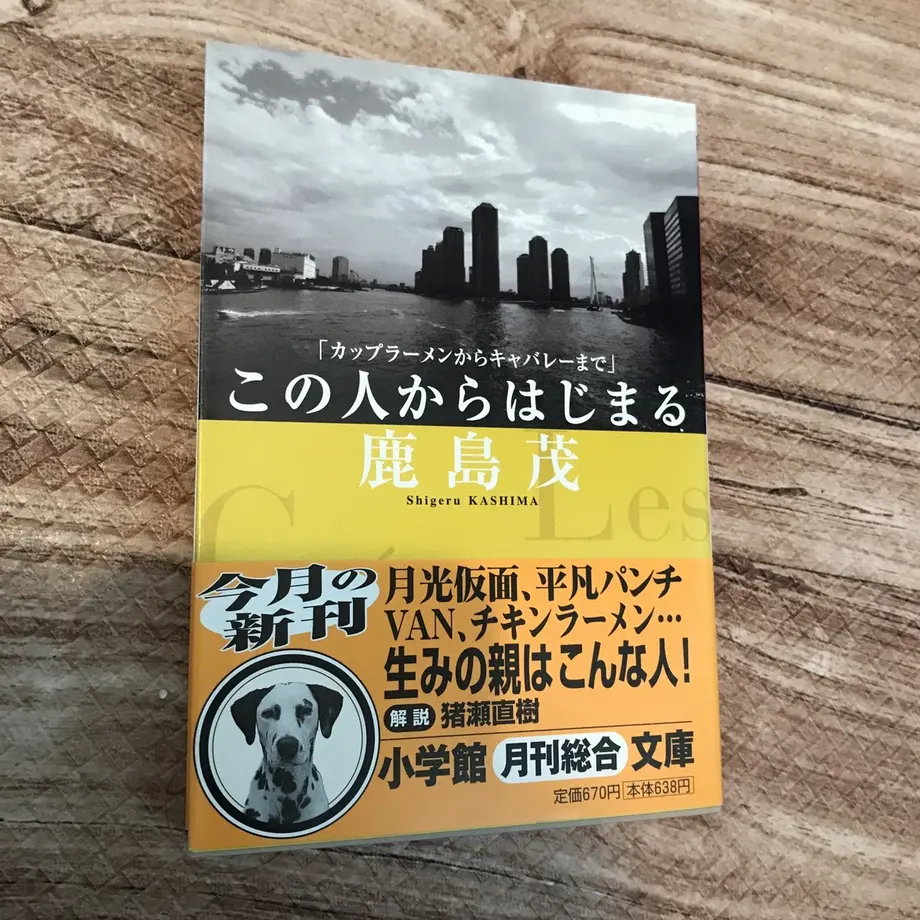 「カップラーメンからキャバレーまで」
この人からはじまる
鹿島茂
Shigeru KASHIMA
Les
今月の
新刊
月光仮面、平凡パンチ
VAN、チキンラーメン…
生みの親はこんな人!
解説 猪瀬直樹
小学館 月刊総合 文庫
定価670円 本体638円